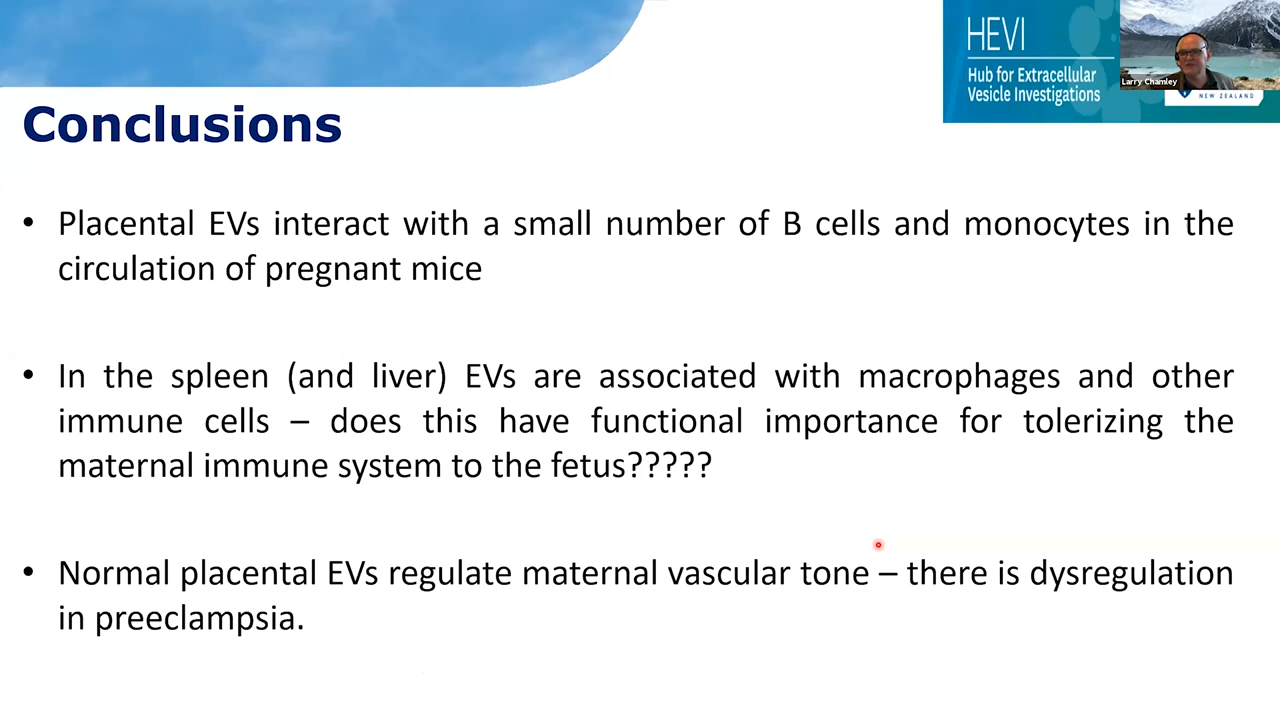 HEVI
Hub for Extracellular
Vesicle Investigations
Larry Chamley
NEW ZEALAND
Conclusions
• Placental EVs interact with a small number of B cells and monocytes in the
circulation of pregnant mice
• In the spleen (and liver) EVs are associated with macrophages and other
immune cells – does this have functional importance for tolerizing the
maternal immune system to the fetus?????
• Normal placental EVs regulate maternal vascular tone – there is dysregulation
in preeclampsia.